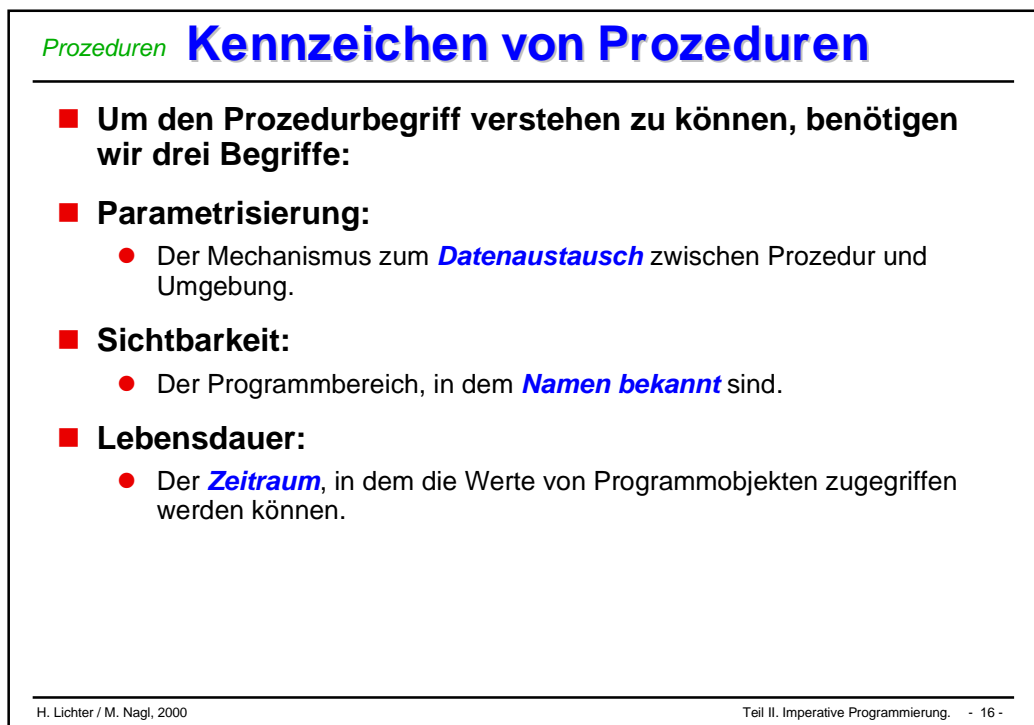 Prozeduren Kennzeichen von Prozeduren
Um den Prozedurbegriff verstehen zu können, benötigen
wir drei Begriffe:
Parametrisierung:
Der Mechanismus zum Datenaustausch zwischen Prozedur und
Umgebung.
Sichtbarkeit:
Der Programmbereich, in dem Namen bekannt sind.
Lebensdauer:
Der Zeitraum, in dem die Werte von Programmobjekten zugegriffen
werden können.
H. Lichter / M. Nagl, 2000 Teil II. Imperative Programmierung. - 16 -